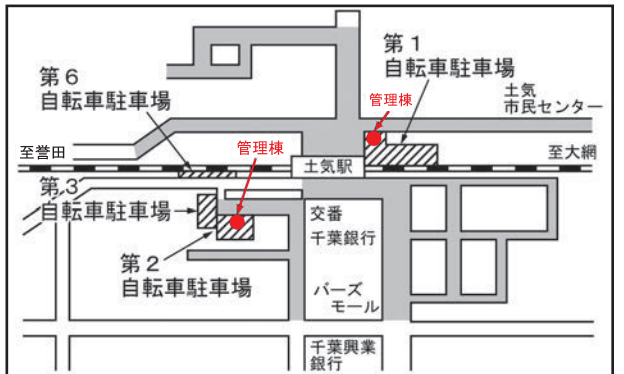 第１
自転車駐車場
第６
自転車駐車場
管理棟
土気
市民センター
至誉田
管理棟
土気駅
至大網
第３
自転車駐車場
交番
千葉銀行
第２
自転車駐車場
バーズ
モール
千葉興業
銀行